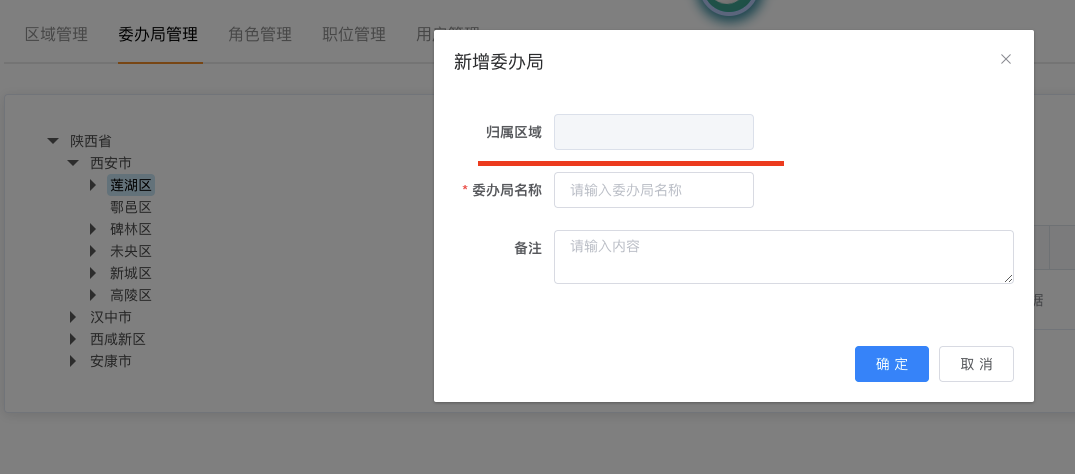 区域管理 委办局管理 角色管理 职位管理 用户管理
新增委办局
归属区域
* 委办局名称 请输入委办局名称
备注 请输入内容
确 定 取 消
陕西省
西安市
莲湖区
鄠邑区
碑林区
未央区
新城区
高陵区
汉中市
西咸新区
安康市
据